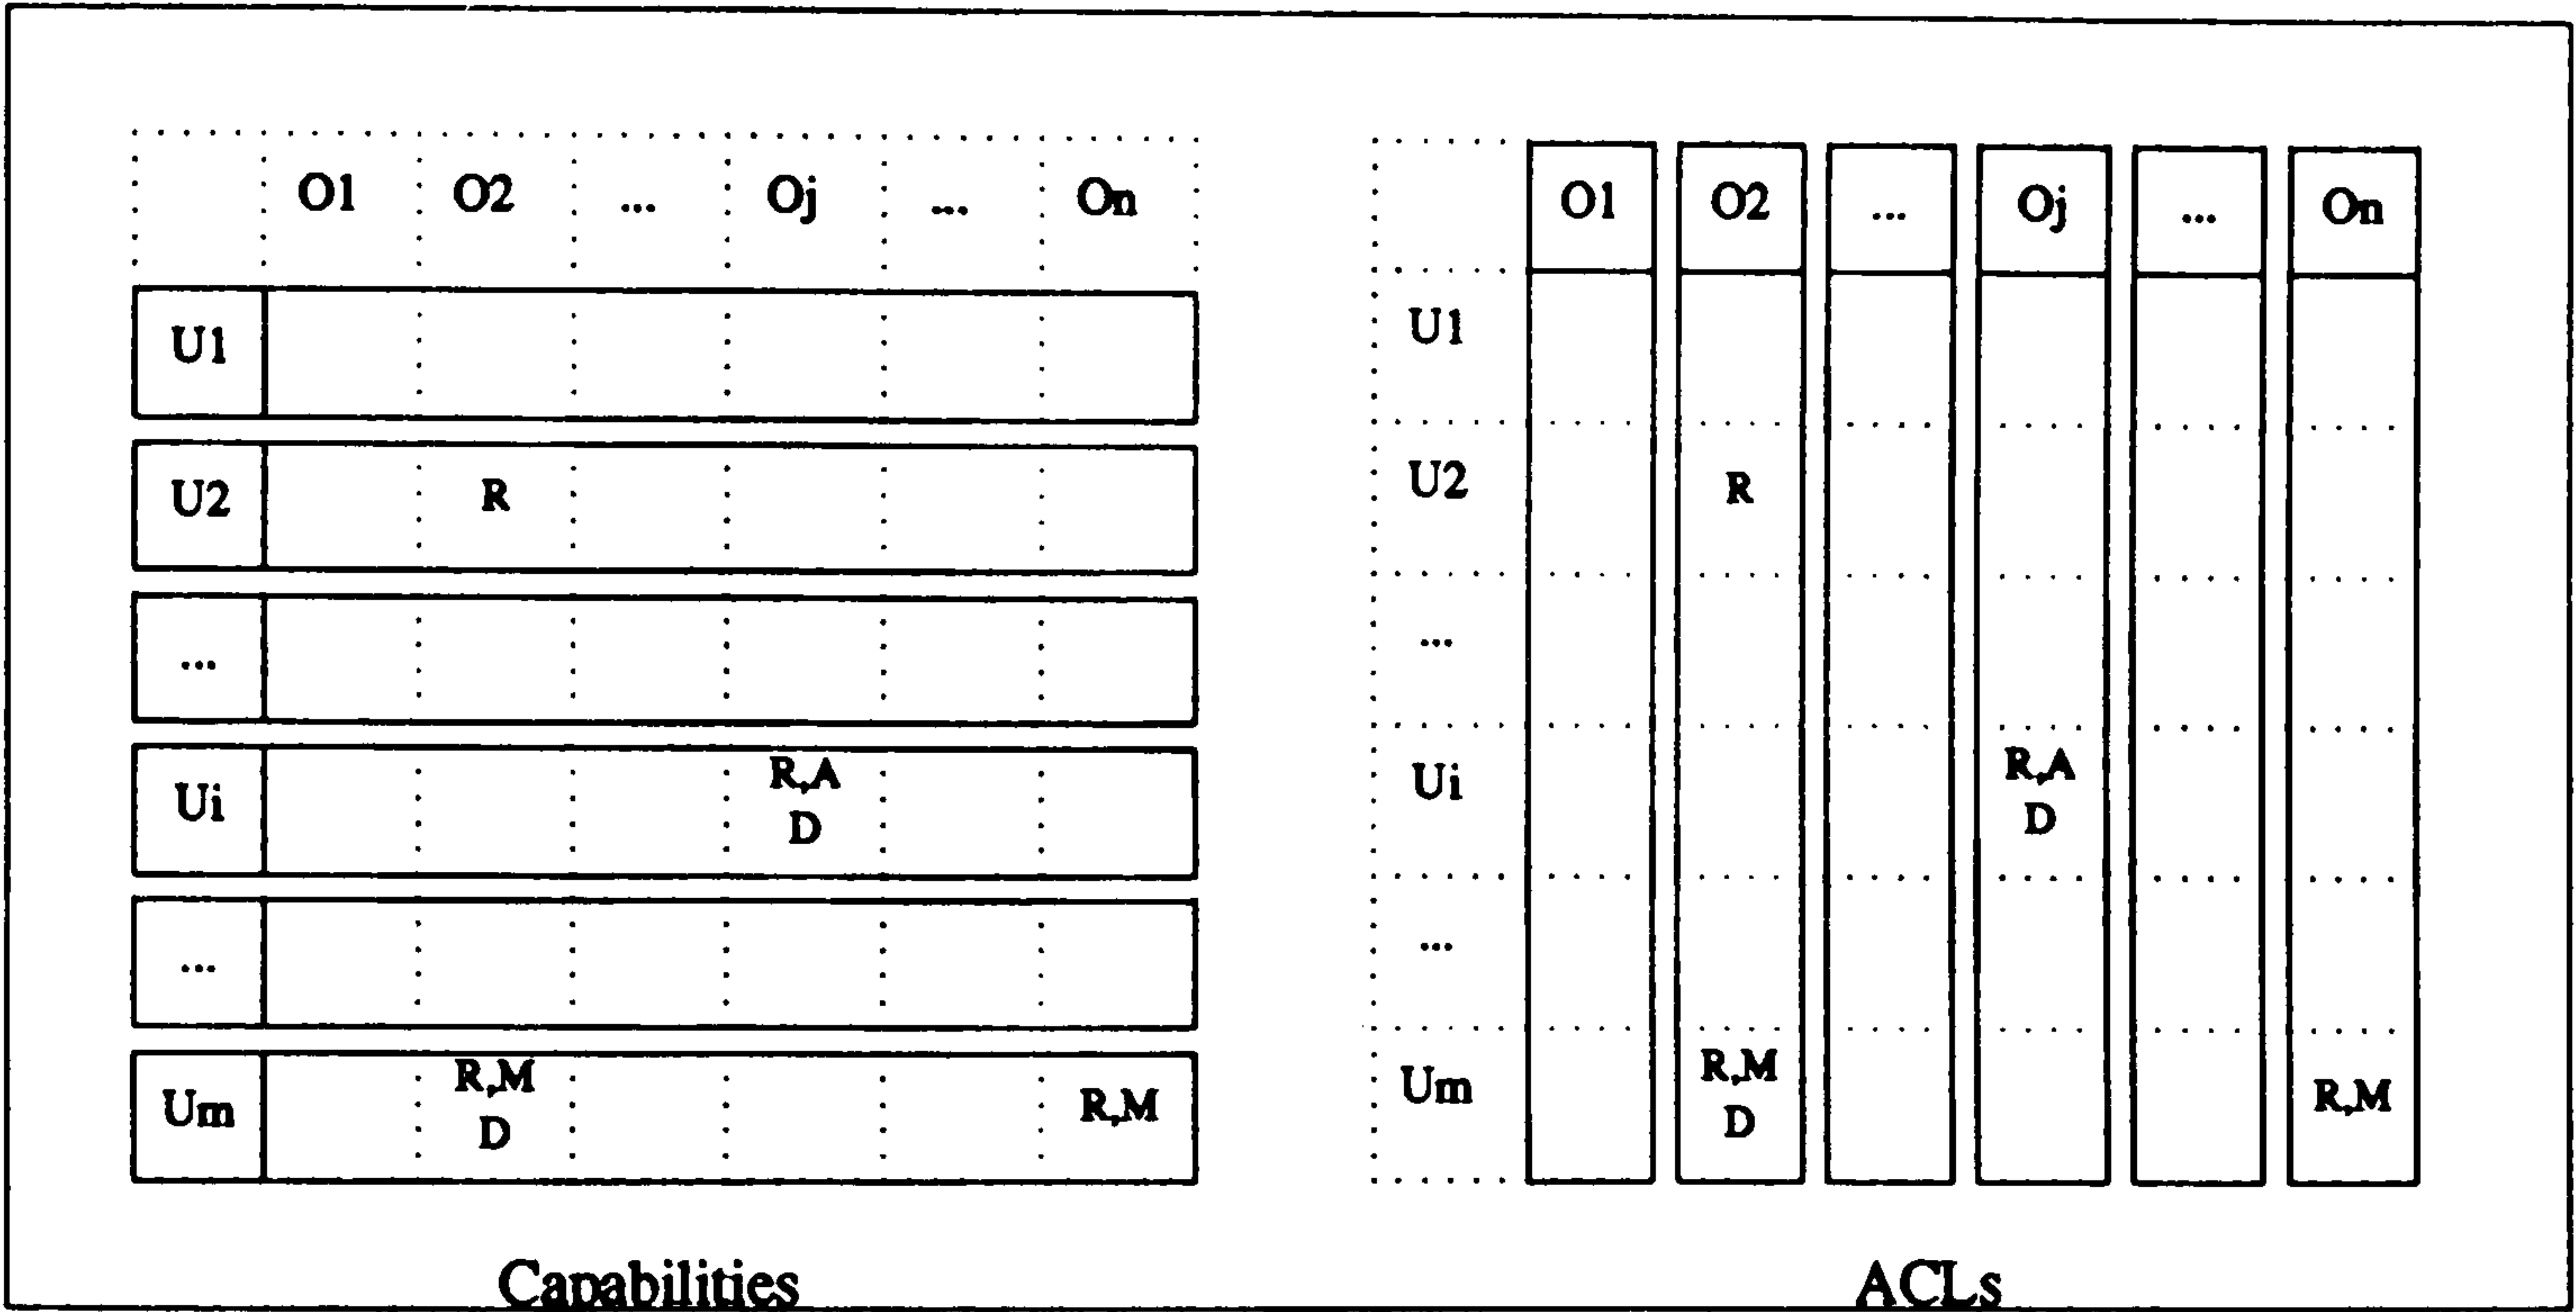 O1 O2 ... Oj ... On
U1
U2 R
...
Ui R,A
D
...
Um R,M
D R,M
Capabilities
O1 O2 ... Oj ... On
U1
U2 R
...
Ui R,A
D
...
Um R,M
D R,M
ACLs